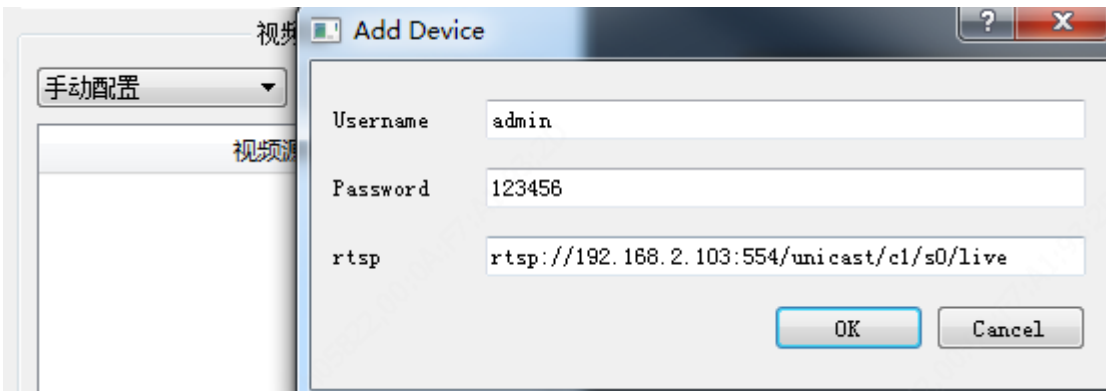 视频
Add Device
手动配置
视频源
Username
admin
Password
123456
rtsp
rtsp://192.168.2.103:554/unicast/c1/s0/live
OK
Cancel